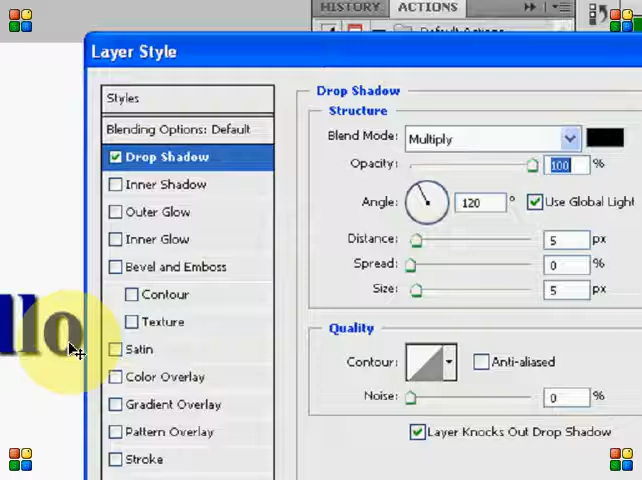 HISTORY ACTIONS
Default Actions
Layer Style
Styles
Blending Options: Default
Drop Shadow
Inner Shadow
Outer Glow
Inner Glow
Bevel and Emboss
Contour
Texture
Satin
Color Overlay
Gradient Overlay
Pattern Overlay
Stroke
Drop Shadow
Structure
Blend Mode: Multiply
Opacity: 100 %
Angle: 120 ° Use Global Light
Distance: 5 px
Spread: 0 %
Size: 5 px
Quality
Contour: Anti-aliased
Noise: 0 %
Layer Knocks Out Drop Shadow
llo